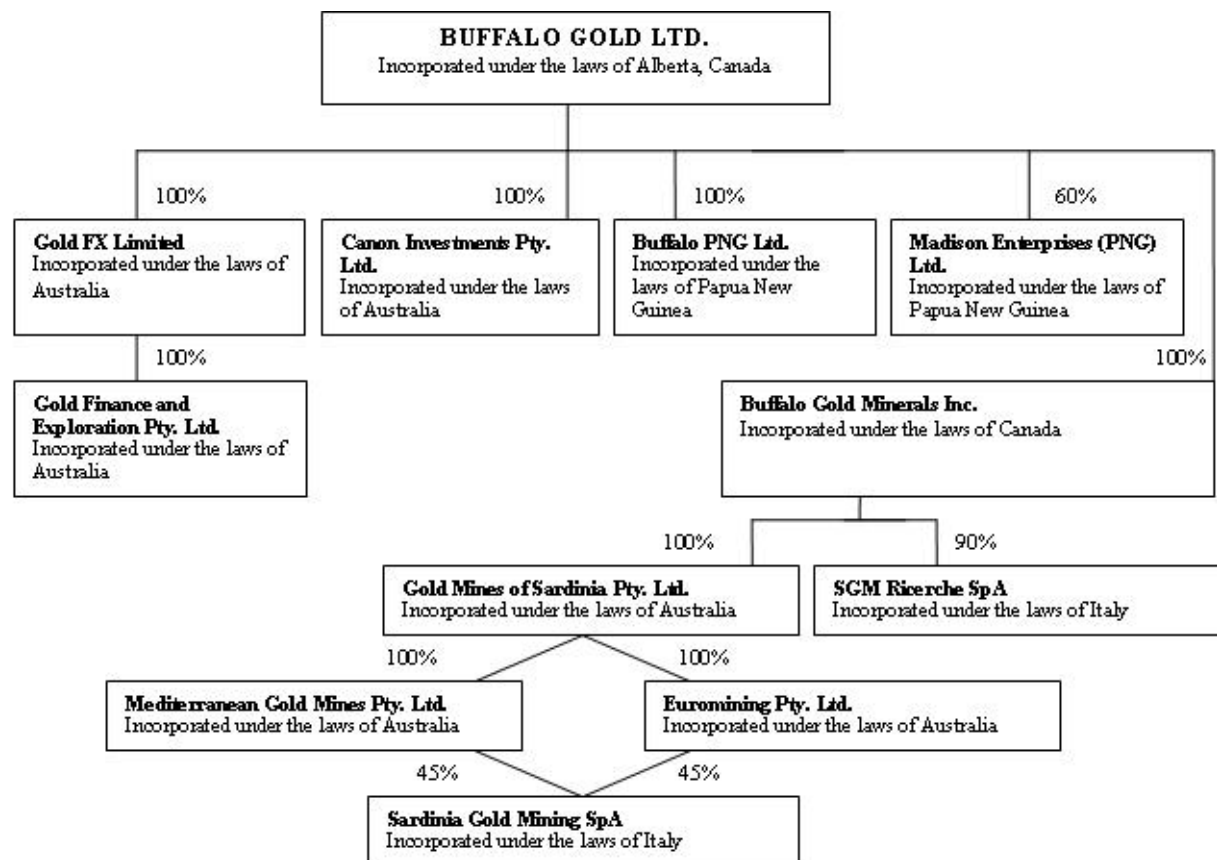 BUFFALO GOLD LTD.
Incorporated under the laws of Alberta, Canada
100%
100%
100%
60%
Gold FX Limited
Incorporated under the laws of
Australia
Canon Investments Pty.
Ltd.
Incorporated under the laws
of Australia
Buffalo PNG Ltd.
Incorporated under the
laws of Papua New
Guinea
Madison Enterprises (PNG)
Ltd.
Incorporated under the laws of
Papua New Guinea
100%
100%
Gold Finance and
Exploration Pty. Ltd.
Incorporated under the laws of
Australia
Buffalo Gold Minerals Inc.
Incorporated under the laws of Canada
100%
90%
Gold Mines of Sardinia Pty. Ltd.
Incorporated under the laws of Australia
SGM Ricerche SpA
Incorporated under the laws of Italy
100%
100%
Mediterranean Gold Mines Pty. Ltd.
Incorporated under the laws of Australia
Euromining Pty. Ltd.
Incorporated under the laws of Australia
45%
45%
Sardinia Gold Mining SpA
Incorporated under the laws of Italy